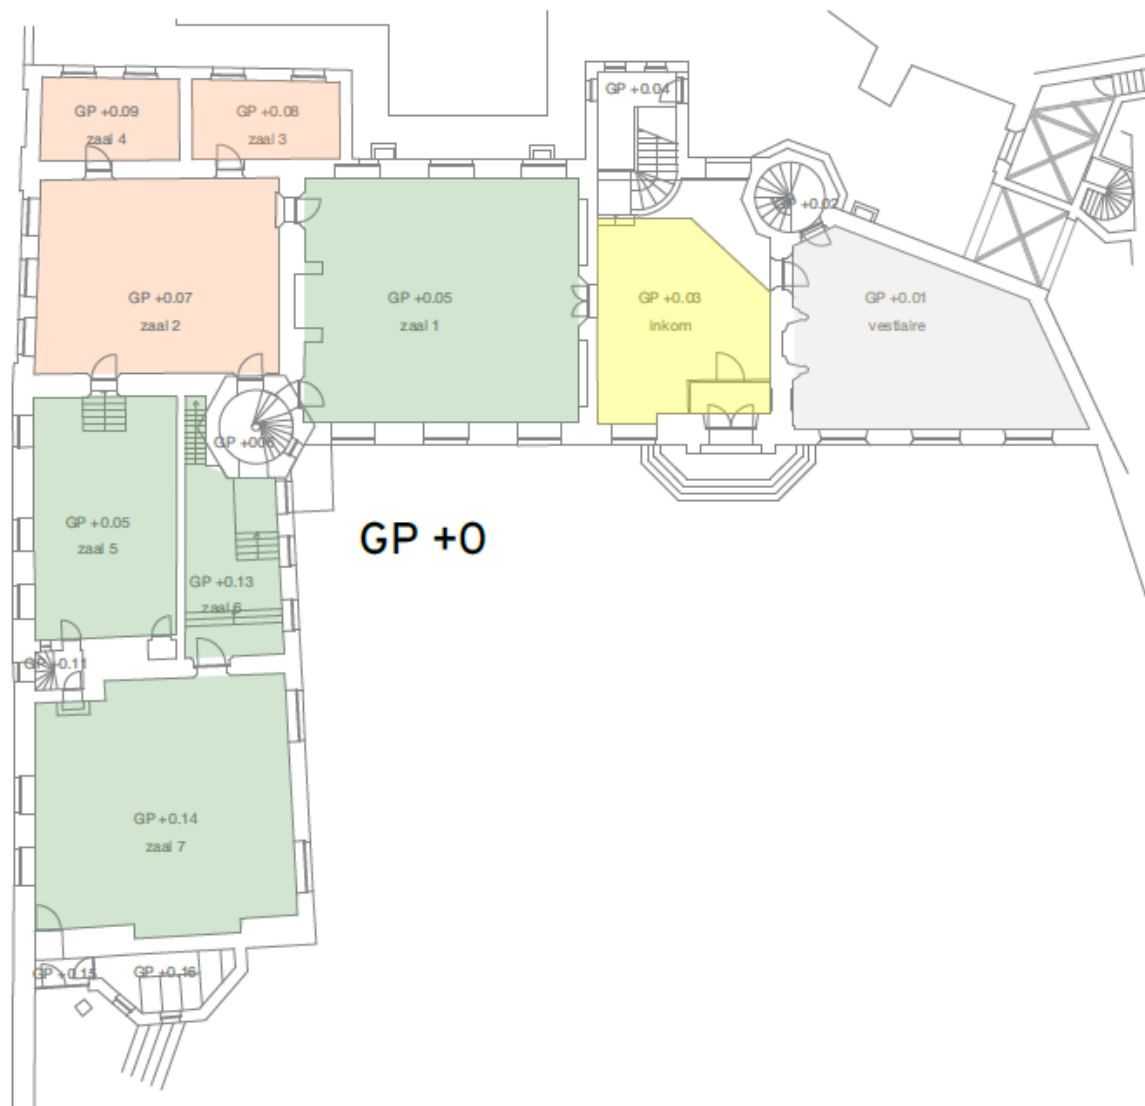 GP +0.04
GP +0.09
zaal 4
GP +0.08
zaal 3
GP +0.02
GP +0.07
zaal 2
GP +0.05
zaal 1
GP +0.03
inkom
GP +0.01
vestiaire
GP +006
GP +0.05
zaal 5
GP +0
GP +0.13
zaal 6
GP +0.11
GP +0.14
zaal 7
GP +0.15
GP +0.16